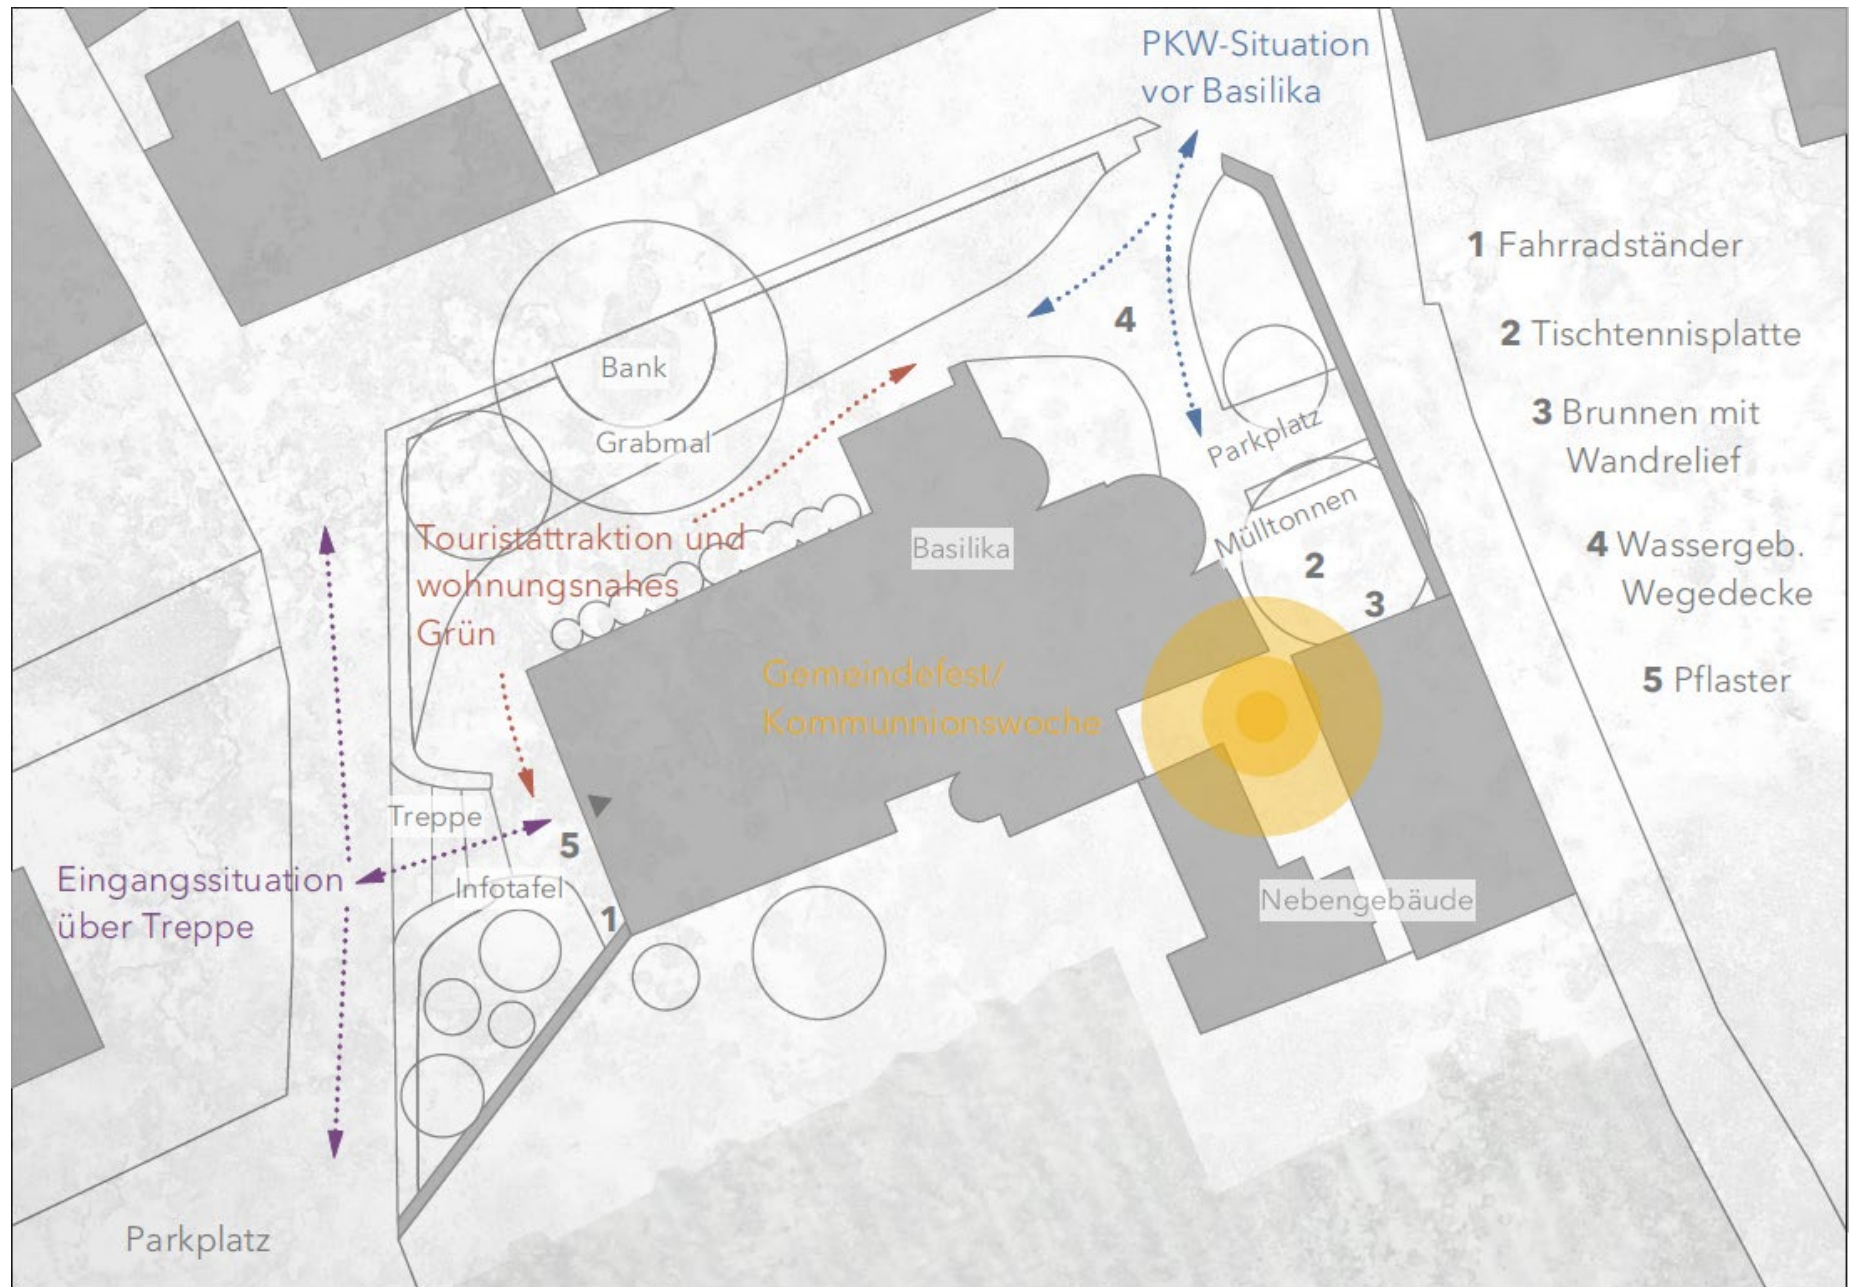 PKW-Situation
vor Basilika
1 Fahrradständer
4
2 Tischtennisplatte
Bank
3 Brunnen mit
Wandrelief
Parkplatz
Grabmal
Mülltonnen
Touristattraktion und
wohnungsnahes
Grün
Basilika
2
3
4 Wassergeb.
Wegedecke
Gemeindefest/
Kommunnionswoche
5 Pflaster
Treppe
5
Eingangssituation
über Treppe
Infotafel
1
Nebengebäude
Parkplatz